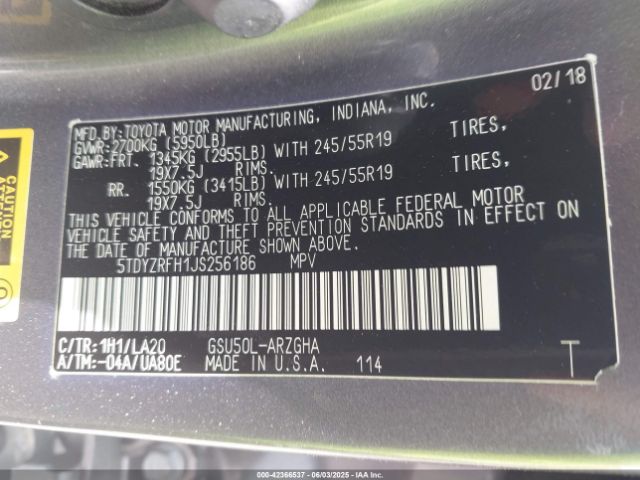 02/18
MFD. BY:TOYOTA MOTOR MANUFACTURING, INDIANA, INC.
GVWR:2700KG (5950LB)
GAWR:FRT. 1345KG (2955LB) WITH 245/55R19 TIRES,
19X7.5J RIMS.
RR. 1550KG (3415LB) WITH 245/55R19 TIRES,
19X7.5J RIMS.
THIS VEHICLE CONFORMS TO ALL APPLICABLE FEDERAL MOTOR
VEHICLE SAFETY AND THEFT PREVENTION STANDARDS IN EFFECT ON
THE DATE OF MANUFACTURE SHOWN ABOVE.
5TDYZRFH1JS256186 MPV
C/TR:1H1/LA20 GSU50L-ARZGHA
A/TM:-04A/UA80E MADE IN U.S.A. 114 T
CAUTION
000-42366537 - 06/03/2025 - IAAI.COM